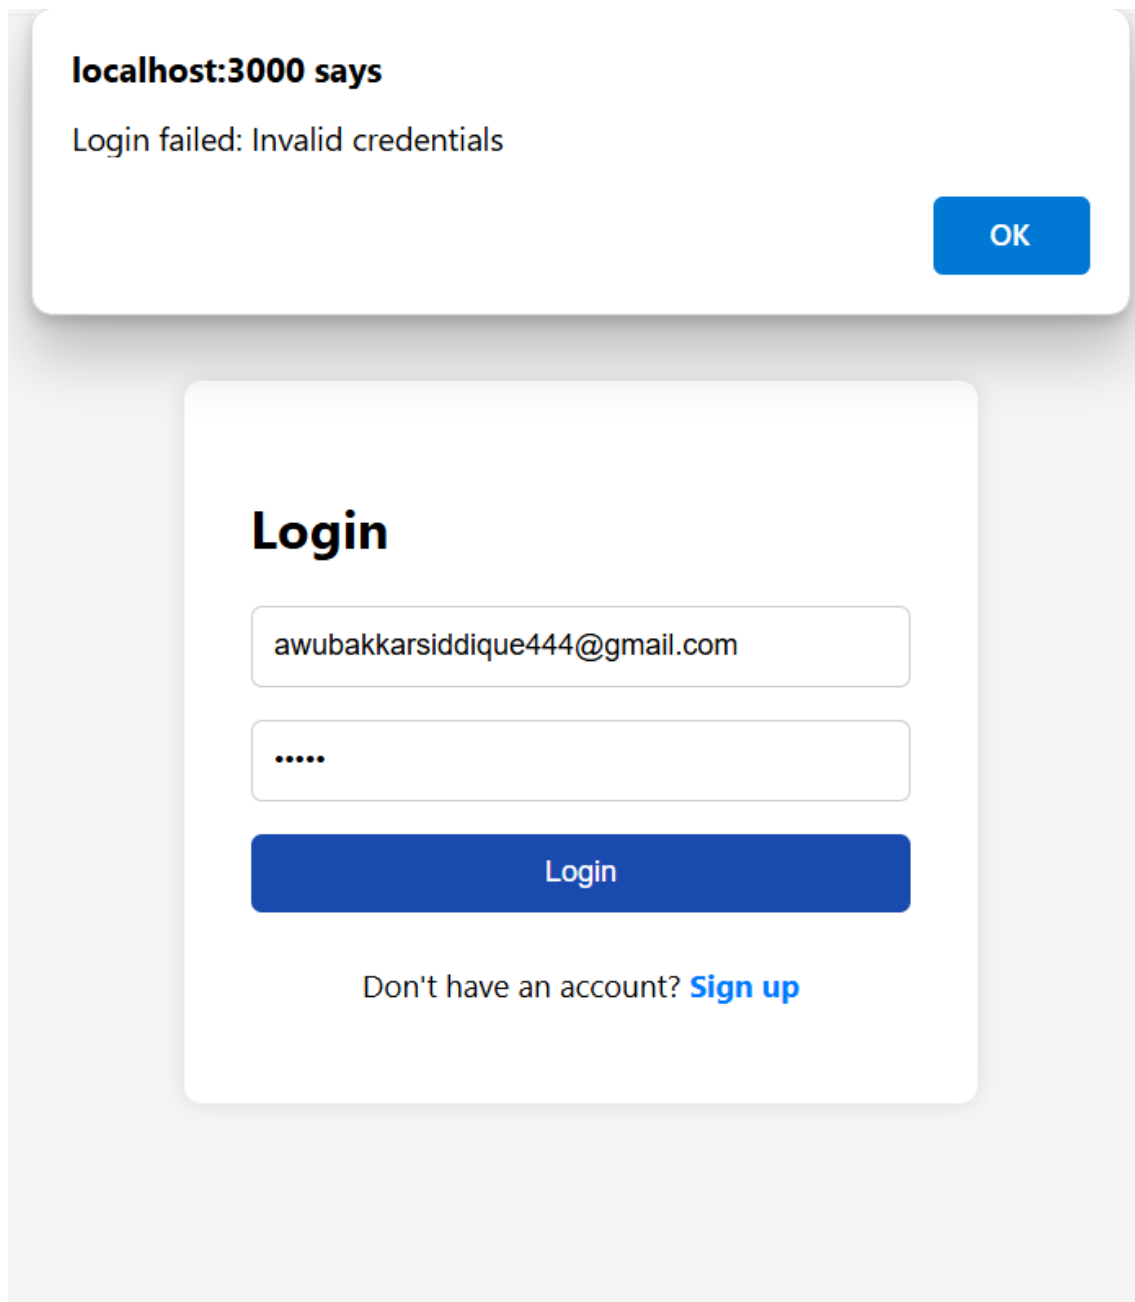 localhost:3000 says
Login failed: Invalid credentials
OK
Login
awubakkarsiddique444@gmail.com
•••••
Login
Don't have an account? Sign up